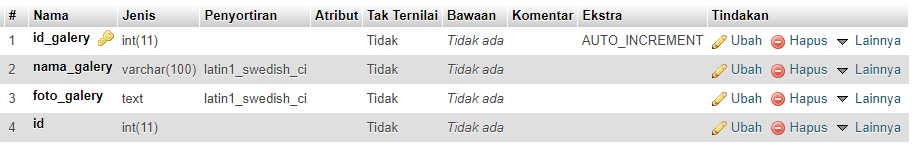 # Nama Jenis Penyortiran Atribut Tak Ternilai Bawaan Komentar Ekstra Tindakan
1 id_galery int(11) Tidak Tidak ada AUTO_INCREMENT Ubah Hapus Lainnya
2 nama_galery varchar(100) latin1_swedish_ci Tidak Tidak ada Ubah Hapus Lainnya
3 foto_galery text latin1_swedish_ci Tidak Tidak ada Ubah Hapus Lainnya
4 id int(11) Tidak Tidak ada Ubah Hapus Lainnya